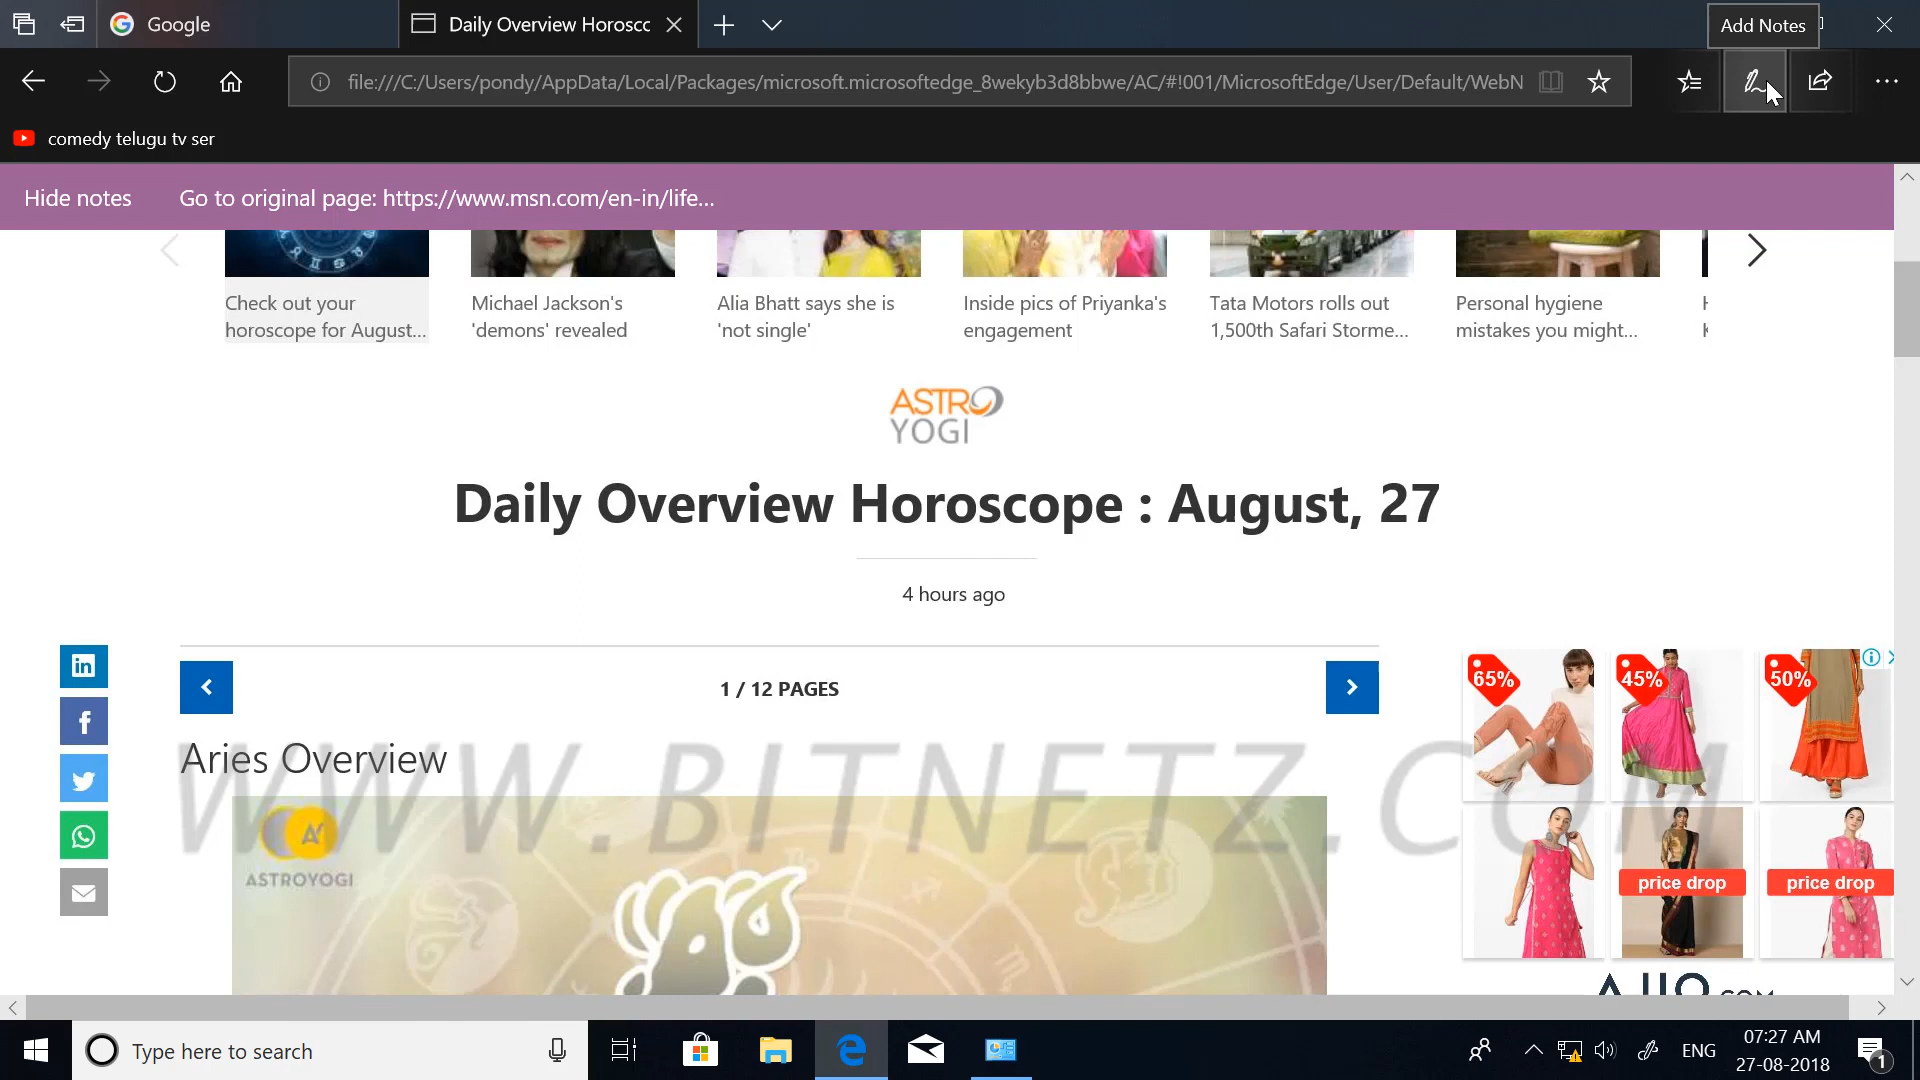 Google
Daily Overview Horosc
Add Notes
file:///C:/Users/pondy/AppData/Local/Packages/microsoft.microsoftedge_8wekyb3d8bbwe/AC/#!001/MicrosoftEdge/User/Default/WebN
comedy telugu tv ser
Hide notes
Go to original page: https://www.msn.com/en-in/life...
Check out your
horoscope for August...
Michael Jackson's
'demons' revealed
Alia Bhatt says she is
'not single'
Inside pics of Priyanka's
engagement
Tata Motors rolls out
1,500th Safari Storme...
Personal hygiene
mistakes you might...
ASTRO
YOGI
Daily Overview Horoscope : August, 27
4 hours ago
in
f
1 / 12 PAGES
65%
45%
50%
Aries Overview
WWW.BITNETZ.COM
ASTROYOGI
price drop
price drop
Type here to search
ENG
07:27 AM
27-08-2018
1